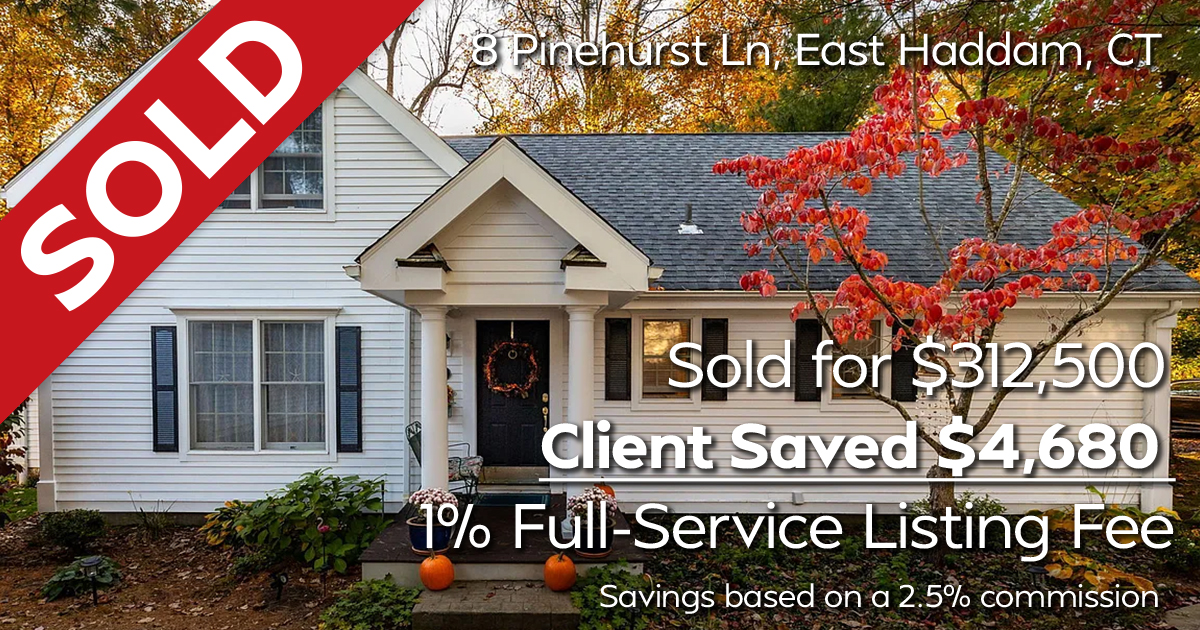 SOLD
8 Pinehurst Ln, East Haddam, CT
Sold for $312,500
Client Saved $4,680
1% Full-Service Listing Fee
Savings based on a 2.5% commission